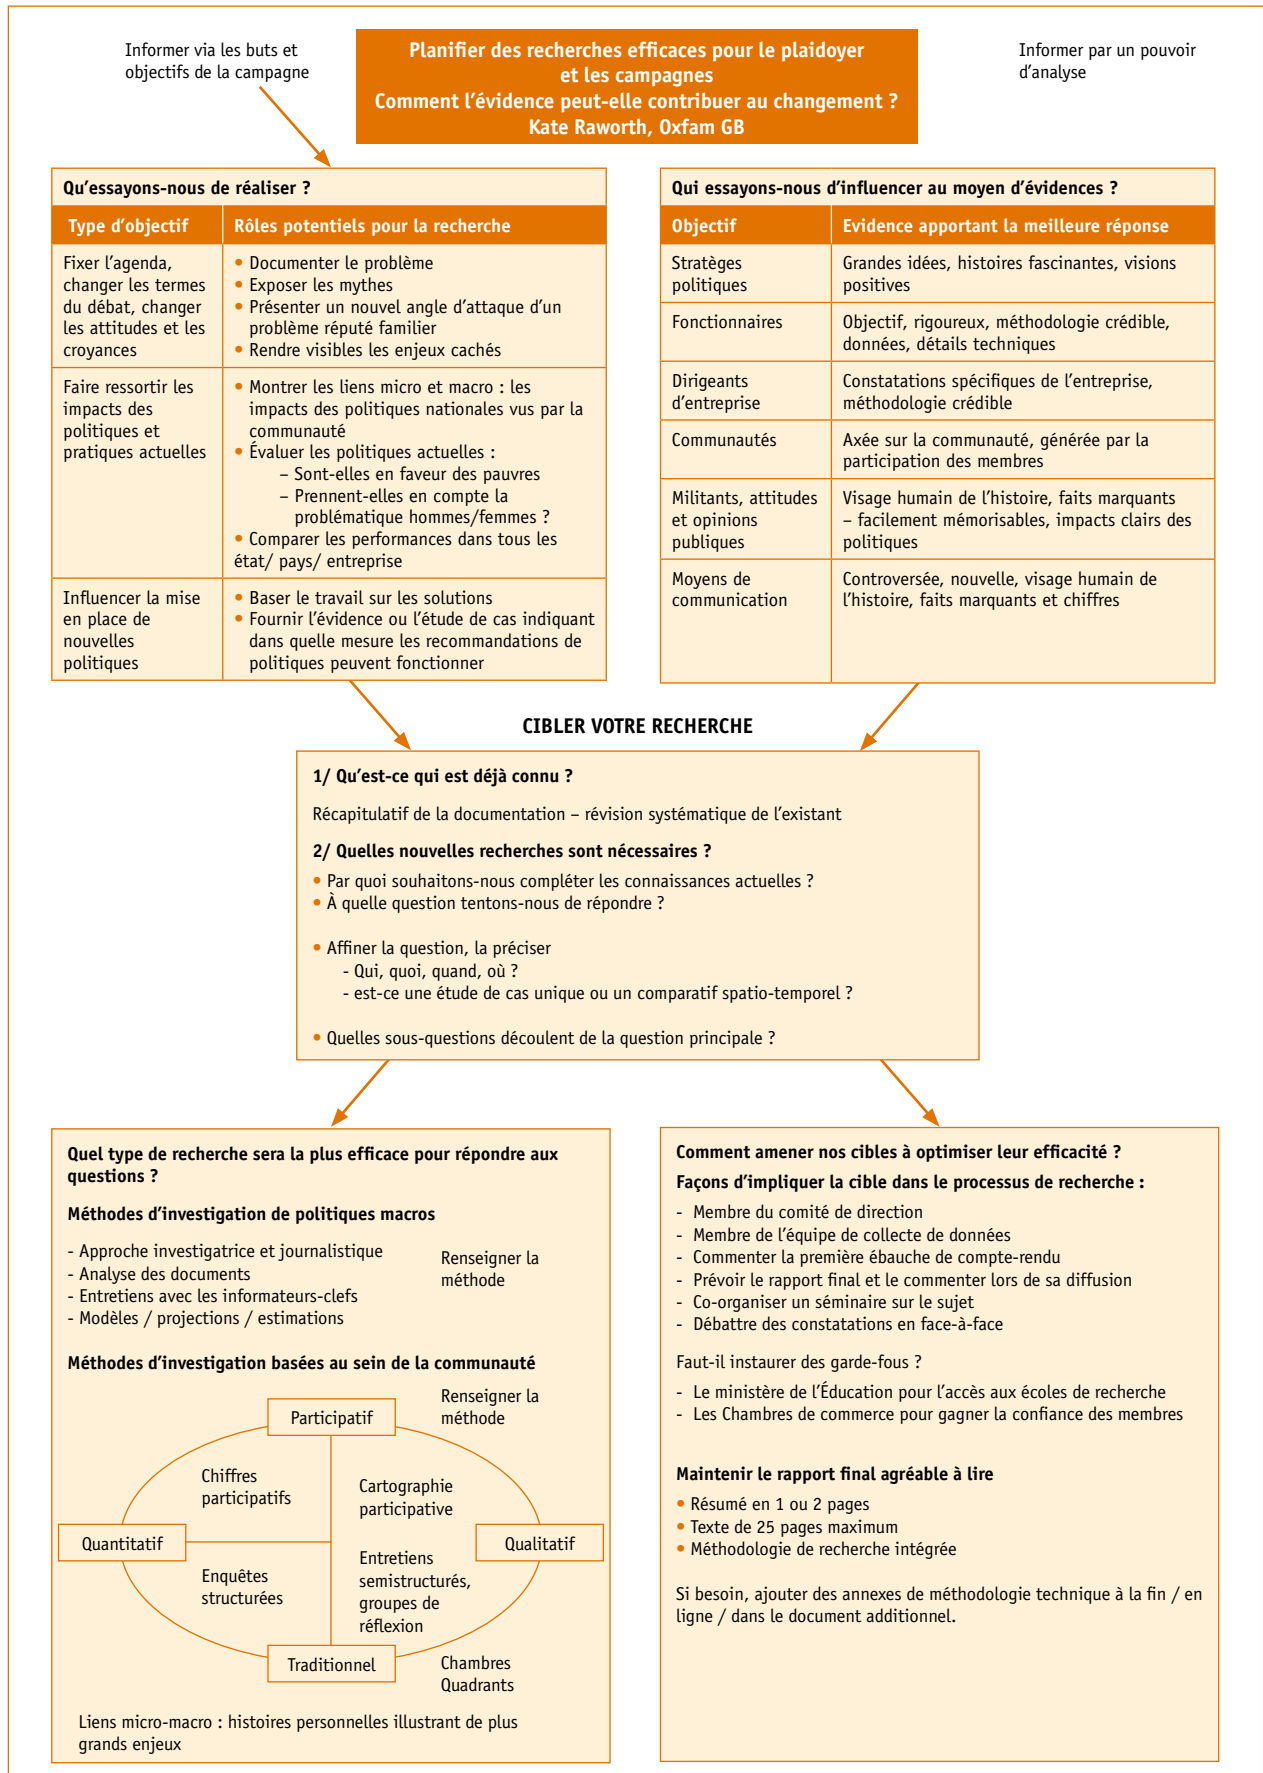 Informer via les buts et
objectifs de la campagne
Planifier des recherches efficaces pour le plaidoyer
et les campagnes
Comment l’évidence peut-elle contribuer au changement ?
Kate Raworth, Oxfam GB
Informer par un pouvoir
d’analyse
Qu’essayons-nous de réaliser ?
Type d’objectif
Rôles potentiels pour la recherche
Fixer l’agenda,
changer les termes
du débat, changer
les attitudes et les
croyances
• Documenter le problème
• Exposer les mythes
• Présenter un nouvel angle d’attaque d’un
problème réputé familier
• Rendre visibles les enjeux cachés
Faire ressortir les
impacts des
politiques et
pratiques actuelles
• Montrer les liens micro et macro : les
impacts des politiques nationales vus par la
communauté
• Évaluer les politiques actuelles :
– Sont-elles en faveur des pauvres
– Prennent-elles en compte la
problématique hommes/femmes ?
• Comparer les performances dans tous les
état/ pays/ entreprise
Influencer la mise
en place de
nouvelles
politiques
• Baser le travail sur les solutions
• Fournir l’évidence ou l’étude de cas indiquant
dans quelle mesure les recommandations de
politiques peuvent fonctionner
Qui essayons-nous d’influencer au moyen d’évidences ?
Objectif
Evidence apportant la meilleure réponse
Stratèges
politiques
Grandes idées, histoires fascinantes, visions
positives
Fonctionnaires
Objectif, rigoureux, méthodologie crédible,
données, détails techniques
Dirigeants
d’entreprise
Constatations spécifiques de l’entreprise,
méthodologie crédible
Communautés
Axée sur la communauté, générée par la
participation des membres
Militants, attitudes
et opinions
publiques
Visage humain de l’histoire, faits marquants
– facilement mémorisables, impacts clairs des
politiques
Moyens de
communication
Controversée, nouvelle, visage humain de
l’histoire, faits marquants et chiffres
CIBLER VOTRE RECHERCHE
1/ Qu’est-ce qui est déjà connu ?
Récapitulatif de la documentation – révision systématique de l’existant
2/ Quelles nouvelles recherches sont nécessaires ?
• Par quoi souhaitons-nous compléter les connaissances actuelles ?
• À quelle question tentons-nous de répondre ?
• Affiner la question, la préciser
- Qui, quoi, quand, où ?
- est-ce une étude de cas unique ou un comparatif spatio-temporel ?
• Quelles sous-questions découlent de la question principale ?
Quel type de recherche sera la plus efficace pour répondre aux
questions ?
Méthodes d’investigation de politiques macros
- Approche investigatrice et journalistique
- Analyse des documents
- Entretiens avec les informateurs-clefs
- Modèles / projections / estimations
Renseigner la
méthode
Méthodes d’investigation basées au sein de la communauté
Renseigner la
méthode
Participatif
Chiffres
participatifs
Cartographie
participative
Quantitatif
Qualitatif
Enquêtes
structurées
Entretiens
semistructurés,
groupes de
réflexion
Traditionnel
Chambres
Quadrants
Liens micro-macro : histoires personnelles illustrant de plus
grands enjeux
Comment amener nos cibles à optimiser leur efficacité ?
Façons d’impliquer la cible dans le processus de recherche :
- Membre du comité de direction
- Membre de l’équipe de collecte de données
- Commenter la première ébauche de compte-rendu
- Prévoir le rapport final et le commenter lors de sa diffusion
- Co-organiser un séminaire sur le sujet
- Débattre des constatations en face-à-face
Faut-il instaurer des garde-fous ?
- Le ministère de l’Éducation pour l’accès aux écoles de recherche
- Les Chambres de commerce pour gagner la confiance des membres
Maintenir le rapport final agréable à lire
• Résumé en 1 ou 2 pages
• Texte de 25 pages maximum
• Méthodologie de recherche intégrée
Si besoin, ajouter des annexes de méthodologie technique à la fin / en
ligne / dans le document additionnel.